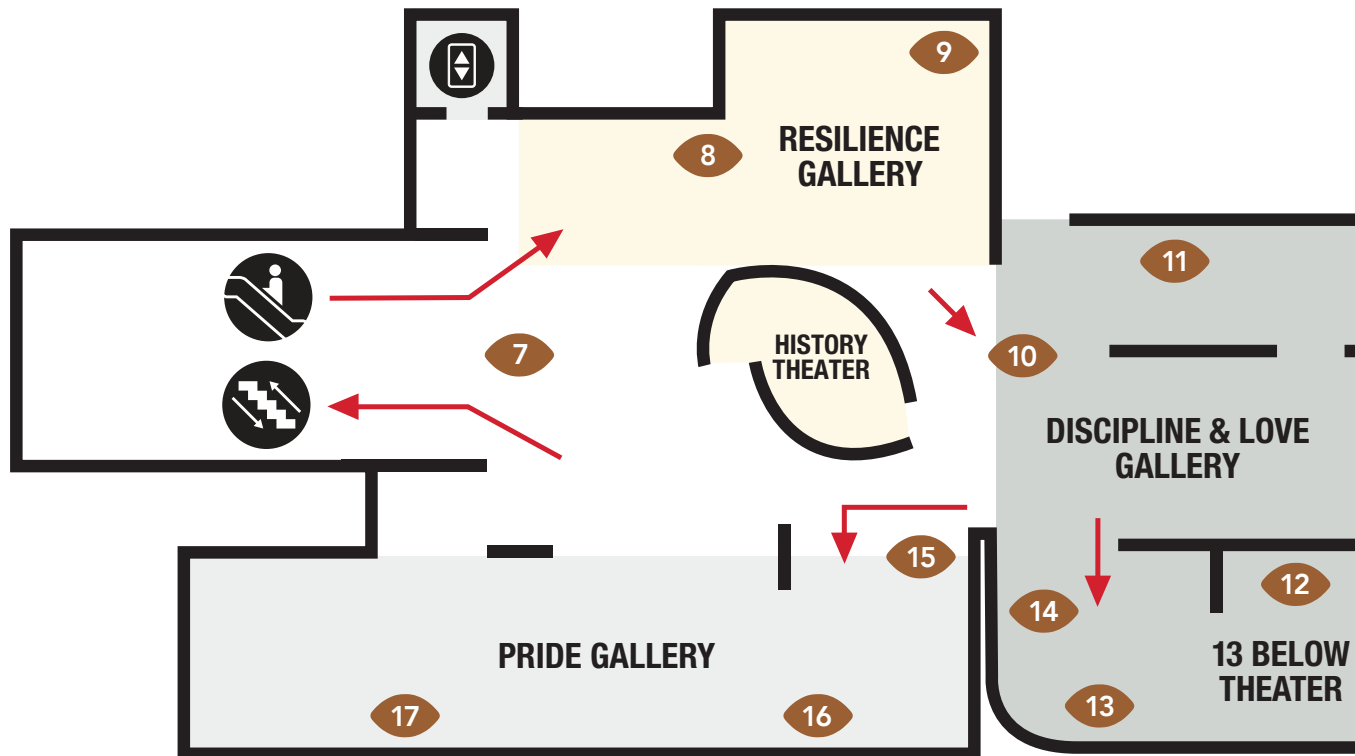 9
8
RESILIENCE
GALLERY
11
7
HISTORY
THEATER
10
DISCIPLINE & LOVE
GALLERY
15
12
14
PRIDE GALLERY
13 BELOW
THEATER
17
16
13